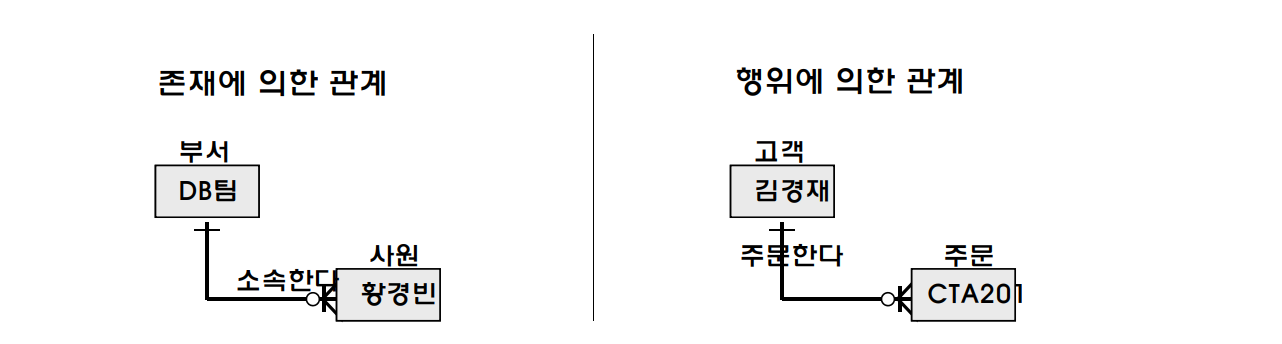 존재에 의한 관계
부서
DB팀
소속한다
사원
황경빈
행위에 의한 관계
고객
김경재
주문한다
주문
CTA201